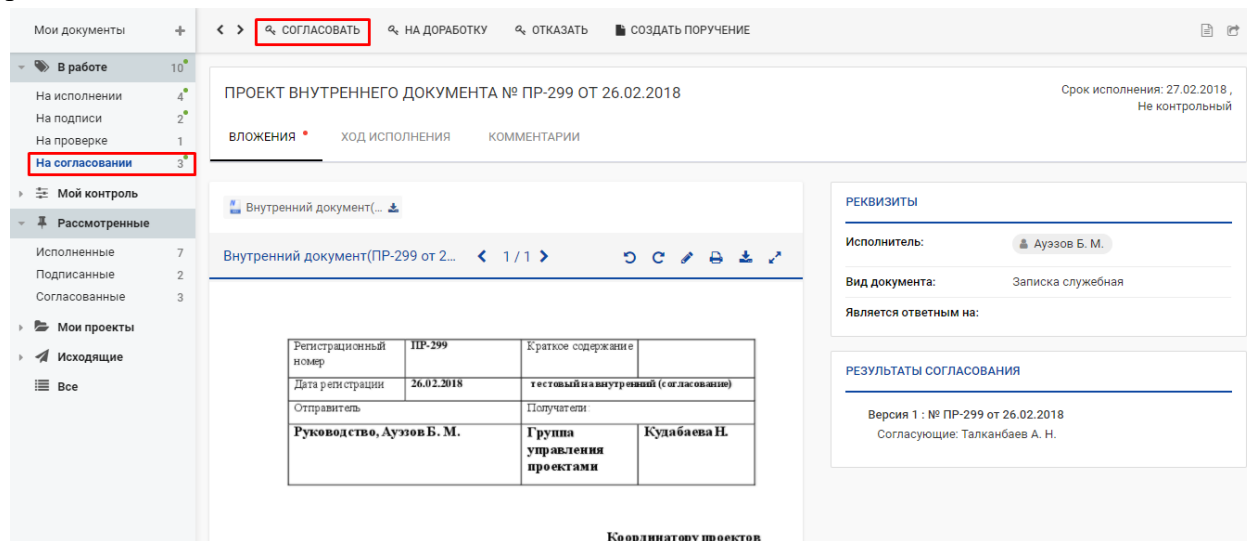 Мои документы +
СОГЛАСОВАТЬ НА ДОРАБОТКУ ОТКАЗАТЬ СОЗДАТЬ ПОРУЧЕНИЕ
В работе 10
На исполнении 4
На подписи 2
На проверке 1
На согласовании 3
Мой контроль
Рассмотренные
Исполненные 7
Подписанные 2
Согласованные 3
Мои проекты
Исходящие
Все
ПРОЕКТ ВНУТРЕННЕГО ДОКУМЕНТА № ПР-299 ОТ 26.02.2018
Срок исполнения: 27.02.2018 ,
Не контрольный
ВЛОЖЕНИЯ ХОД ИСПОЛНЕНИЯ КОММЕНТАРИИ
Внутренний документ(...
Внутренний документ(ПР-299 от 2... 1 / 1
Регистрационный номер ПР-299 Краткое содержание
Дата регистрации 26.02.2018 тестовый на внутренний (согласование)
Отправитель Получатели:
Руководство, Ауэзов Б. М. Группа Кудабаева Н.
управления
проектами
Координатору проектов
РЕКВИЗИТЫ
Исполнитель: Ауэзов Б. М.
Вид документа: Записка служебная
Является ответным на:
РЕЗУЛЬТАТЫ СОГЛАСОВАНИЯ
Версия 1 : № ПР-299 от 26.02.2018
Согласующие: Талканбаев А. Н.